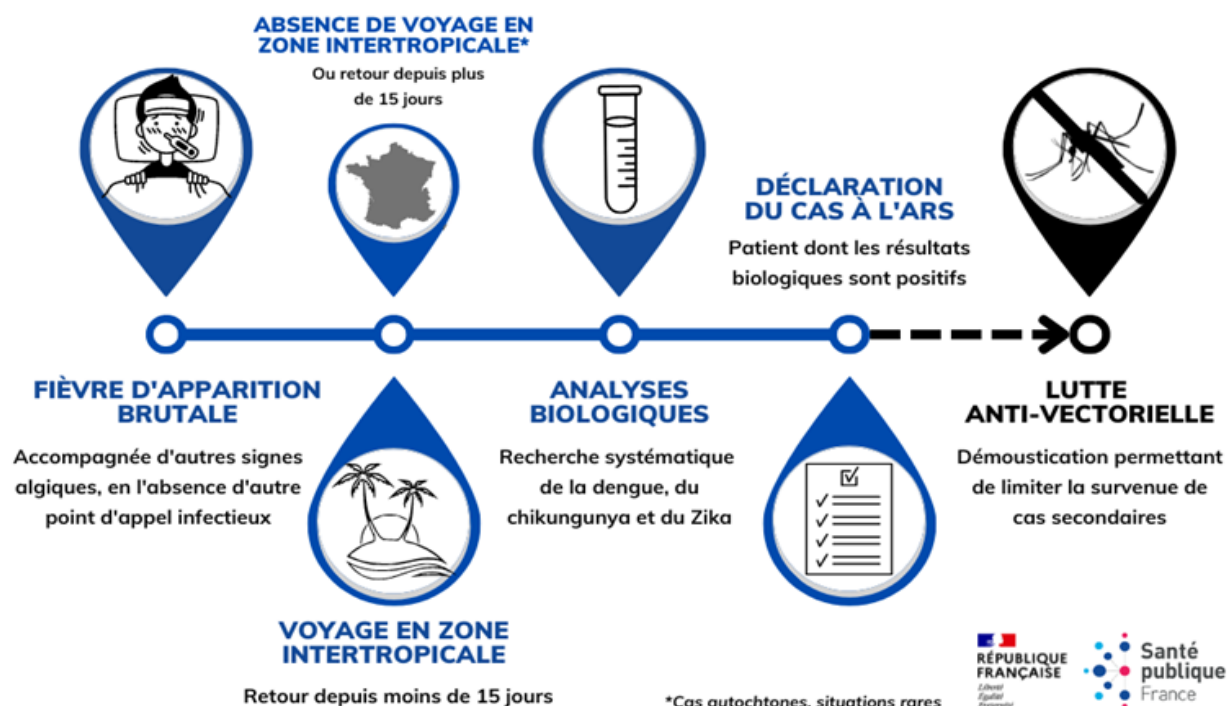 ABSENCE DE VOYAGE EN
ZONE INTERTROPICALE*
Ou retour depuis plus
de 15 jours
DÉCLARATION
DU CAS À L'ARS
Patient dont les résultats
biologiques sont positifs
FIÈVRE D'APPARITION
BRUTALE
Accompagnée d'autres signes
algiques, en l'absence d'autre
point d'appel infectieux
ANALYSES
BIOLOGIQUES
Recherche systématique
de la dengue, du
chikungunya et du Zika
LUTTE
ANTI-VECTORIELLE
Démoustication permettant
de limiter la survenue de
cas secondaires
VOYAGE EN ZONE
INTERTROPICALE
Retour depuis moins de 15 jours
*Cas autochtones, situations rares
RÉPUBLIQUE
FRANÇAISE
Liberté
Égalité
Fraternité
Santé
publique
France